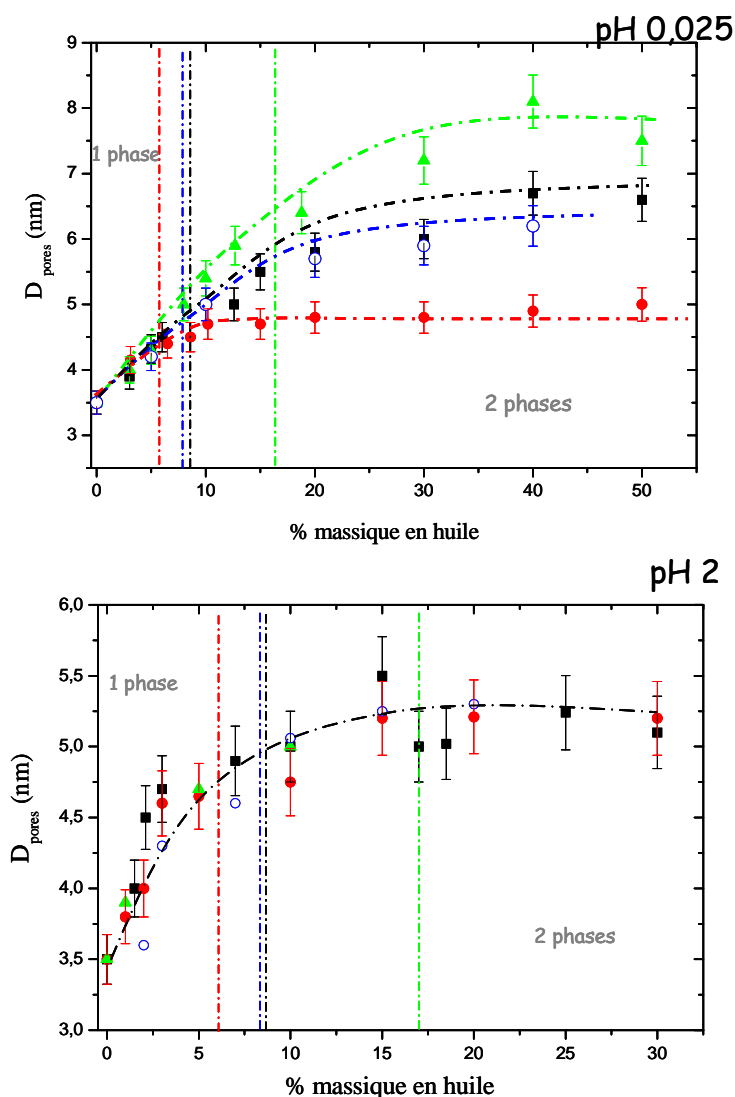 pH 0,025
9
8
7
6
5
4
3
D pores (nm)
1 phase
2 phases
0 10 20 30 40 50
% massique en huile
pH 2
6,0
5,5
5,0
4,5
4,0
3,5
3,0
D pores (nm)
1 phase
2 phases
0 5 10 15 20 25 30
% massique en huile